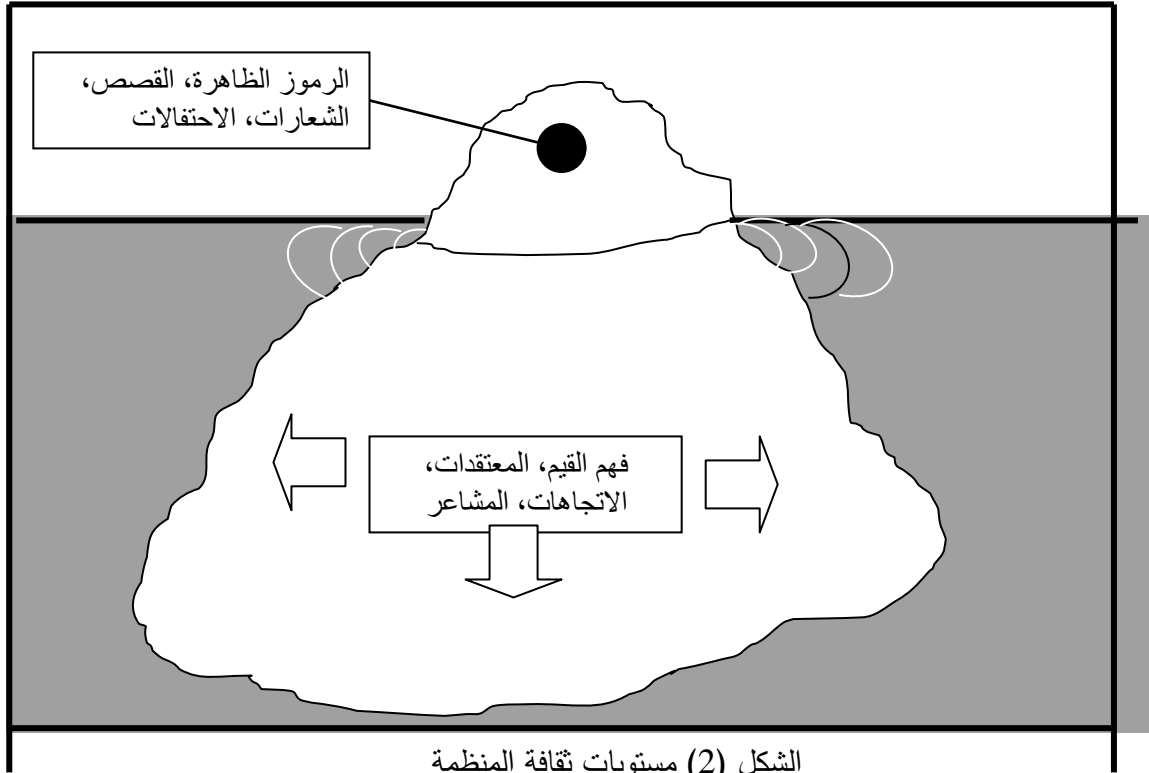 الرموز الظاهرة، القصص،
الشعارات، الاحتفالات
فهم القيم، المعتقدات،
الاتجاهات، المشاعر
الشكل (2) مستويات ثقافة المنظمة